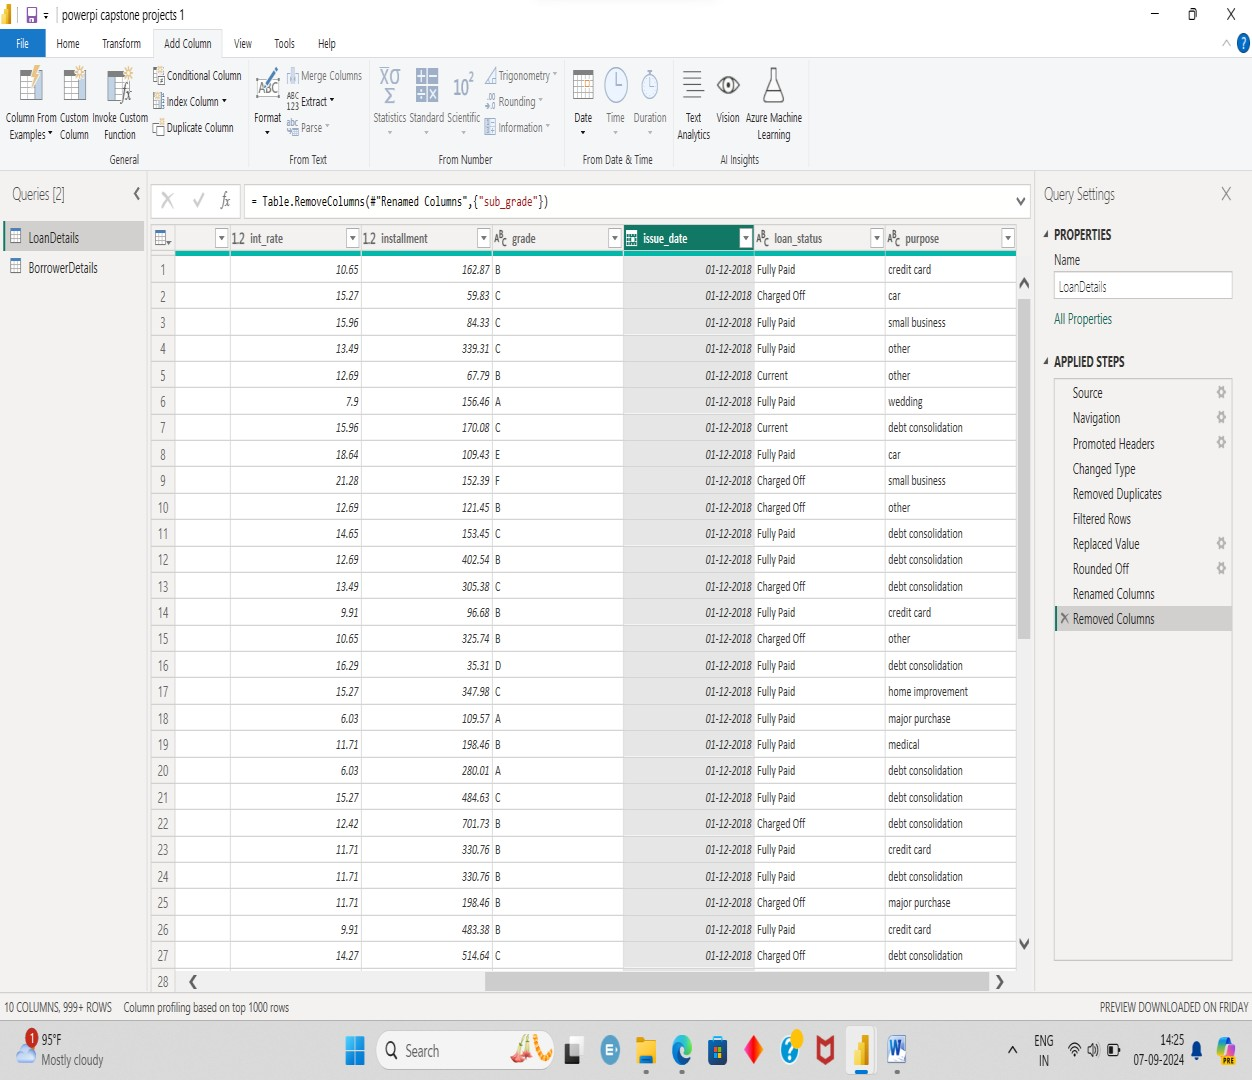 powerpi capstone projects 1
File Home Transform Add Column View Tools Help
Column From Examples Custom Column Invoke Custom Function
Conditional Column
Index Column
Duplicate Column
General
Format
Merge Columns
Extract
Parse
From Text
Statistics Standard Scientific
Trigonometry
Rounding
Information
From Number
Date Time Duration
From Date & Time
Text Analytics Vision Azure Machine Learning
AI Insights
Queries [2]
LoanDetails
BorrowerDetails
= Table.RemoveColumns(#"Renamed Columns",{"sub_grade"})
1.2 int_rate 1.2 installment ABC grade issue_date ABC loan_status ABC purpose
1 10.65 162.87 B 01-12-2018 Fully Paid credit card
2 15.27 59.83 C 01-12-2018 Charged Off car
3 15.96 84.33 C 01-12-2018 Fully Paid small business
4 13.49 339.31 C 01-12-2018 Fully Paid other
5 12.69 67.79 B 01-12-2018 Current other
6 7.9 156.46 A 01-12-2018 Fully Paid wedding
7 15.96 170.08 C 01-12-2018 Current debt consolidation
8 18.64 109.43 E 01-12-2018 Fully Paid car
9 21.28 152.39 F 01-12-2018 Charged Off small business
10 12.69 121.45 B 01-12-2018 Charged Off other
11 14.65 153.45 C 01-12-2018 Fully Paid debt consolidation
12 12.69 402.54 B 01-12-2018 Fully Paid debt consolidation
13 13.49 305.38 C 01-12-2018 Charged Off debt consolidation
14 9.91 96.68 B 01-12-2018 Fully Paid credit card
15 10.65 325.74 B 01-12-2018 Charged Off other
16 16.29 35.31 D 01-12-2018 Fully Paid debt consolidation
17 15.27 347.98 C 01-12-2018 Fully Paid home improvement
18 6.03 109.57 A 01-12-2018 Fully Paid major purchase
19 11.71 198.46 B 01-12-2018 Fully Paid medical
20 6.03 280.01 A 01-12-2018 Fully Paid debt consolidation
21 15.27 484.63 C 01-12-2018 Fully Paid debt consolidation
22 12.42 701.73 B 01-12-2018 Charged Off debt consolidation
23 11.71 330.76 B 01-12-2018 Fully Paid credit card
24 11.71 330.76 B 01-12-2018 Fully Paid debt consolidation
25 11.71 198.46 B 01-12-2018 Charged Off major purchase
26 9.91 483.38 B 01-12-2018 Fully Paid credit card
27 14.27 514.64 C 01-12-2018 Charged Off debt consolidation
28
Query Settings
PROPERTIES
Name
LoanDetails
All Properties
APPLIED STEPS
Source
Navigation
Promoted Headers
Changed Type
Removed Duplicates
Filtered Rows
Replaced Value
Rounded Off
Renamed Columns
Removed Columns
10 COLUMNS, 999+ ROWS Column profiling based on top 1000 rows
PREVIEW DOWNLOADED ON FRIDAY
1
95°F
Mostly cloudy
Search
ENG
IN
14:25
07-09-2024
PRE